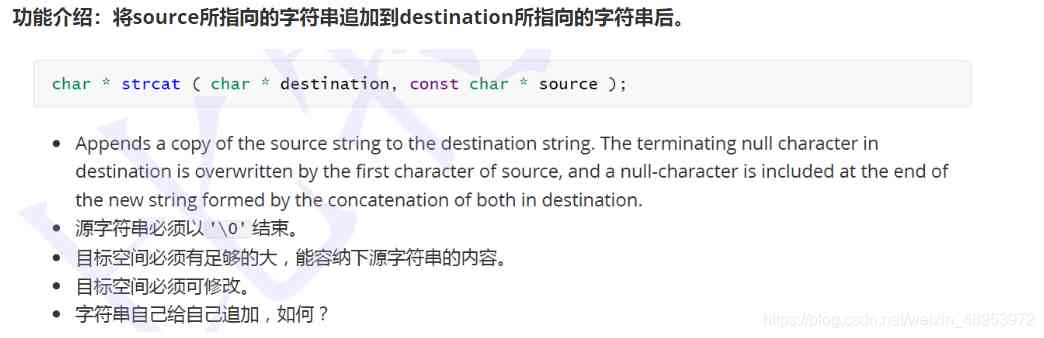 功能介绍：将source所指向的字符串追加到destination所指向的字符串后。
char * strcat ( char * destination, const char * source );
• Appends a copy of the source string to the destination string. The terminating null character in
destination is overwritten by the first character of source, and a null-character is included at the end of
the new string formed by the concatenation of both in destination.
• 源字符串必须以 '\0' 结束。
• 目标空间必须有足够的大，能容纳下源字符串的内容。
• 目标空间必须可修改。
• 字符串自己给自己追加，如何？